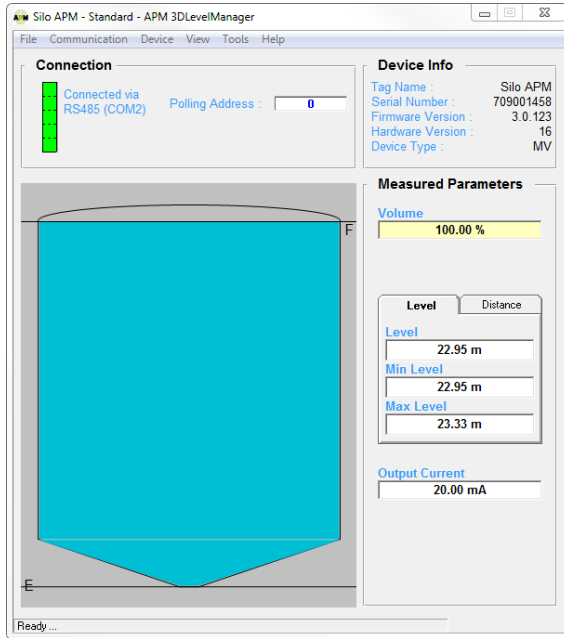 APM Silo APM - Standard - APM 3DLevelManager
File Communication Device View Tools Help
Connection
Connected via
RS485 (COM2)
Polling Address :
0
Device Info
Tag Name : Silo APM
Serial Number : 709001458
Firmware Version : 3.0.123
Hardware Version : 16
Device Type : MV
F
E
Measured Parameters
Volume
100.00 %
Level Distance
Level
22.95 m
Min Level
22.95 m
Max Level
23.33 m
Output Current
20.00 mA
Ready ...